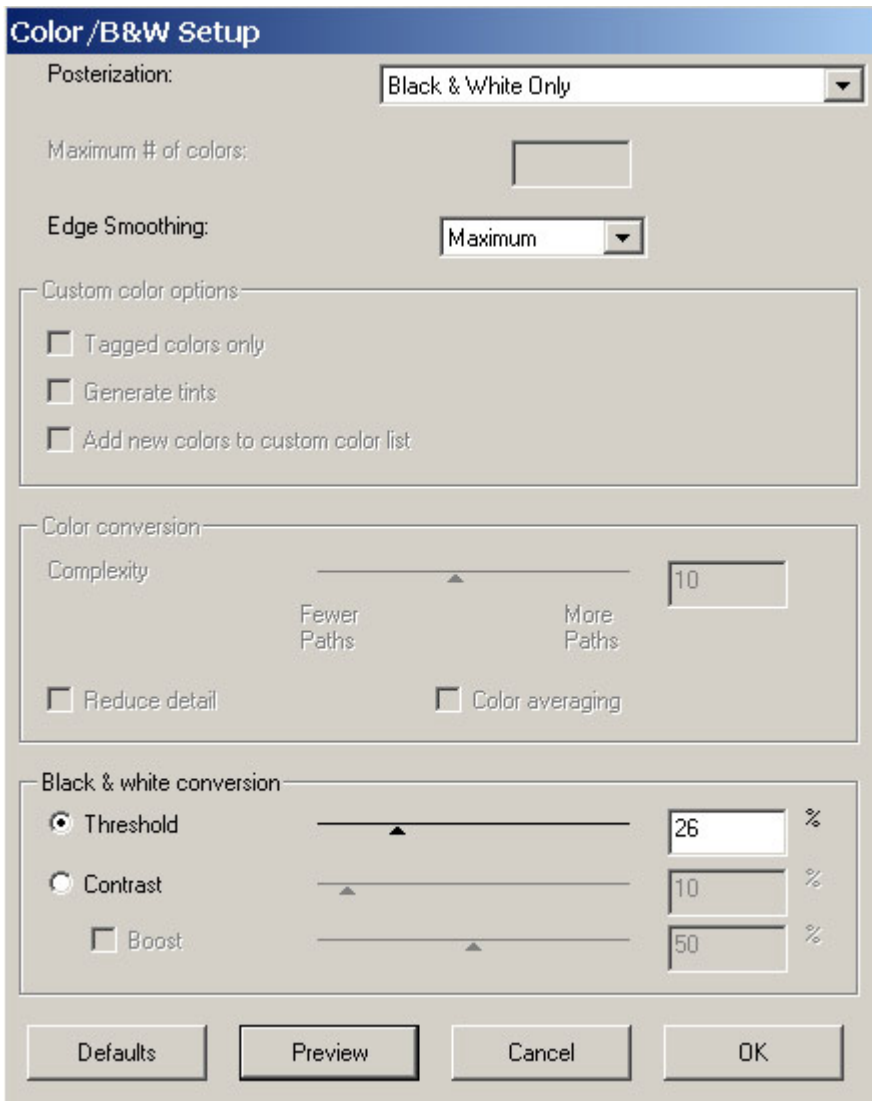 Color/B&W Setup
Posterization:
Black & White Only
Maximum # of colors:
Edge Smoothing:
Maximum
Custom color options
Tagged colors only
Generate tints
Add new colors to custom color list
Color conversion
Complexity
10
Fewer
Paths
More
Paths
Reduce detail
Color averaging
Black & white conversion
Threshold
26
%
Contrast
10
%
Boost
50
%
Defaults
Preview
Cancel
OK